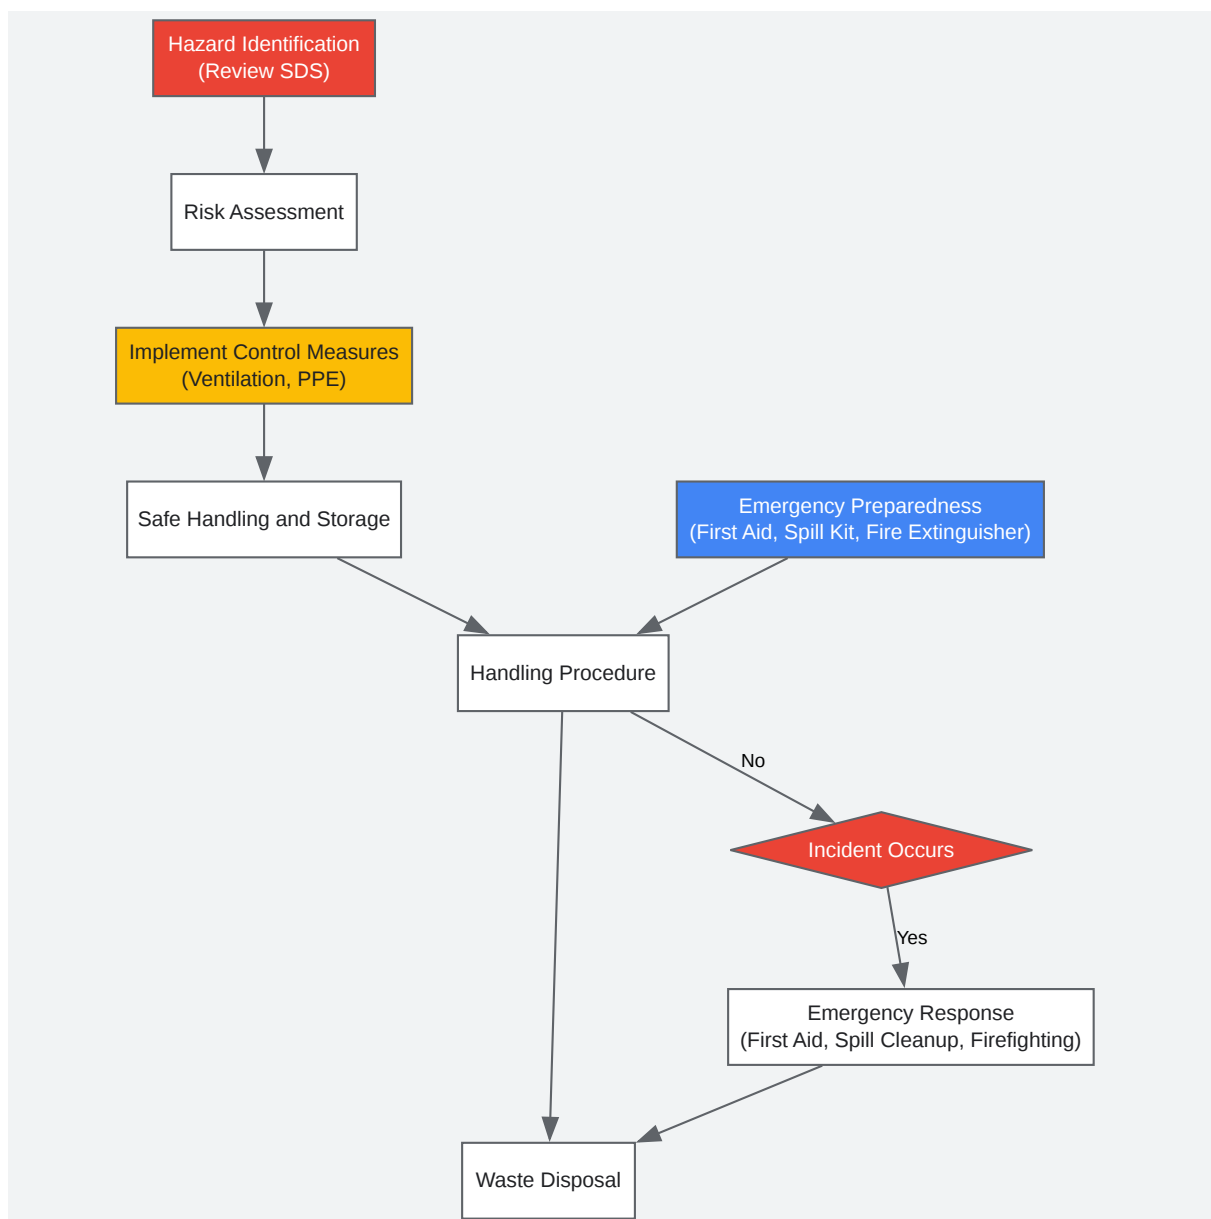 Hazard Identification
(Review SDS)
Risk Assessment
Implement Control Measures
(Ventilation, PPE)
Safe Handling and Storage
Emergency Preparedness
(First Aid, Spill Kit, Fire Extinguisher)
Handling Procedure
No
Incident Occurs
Yes
Emergency Response
(First Aid, Spill Cleanup, Firefighting)
Waste Disposal